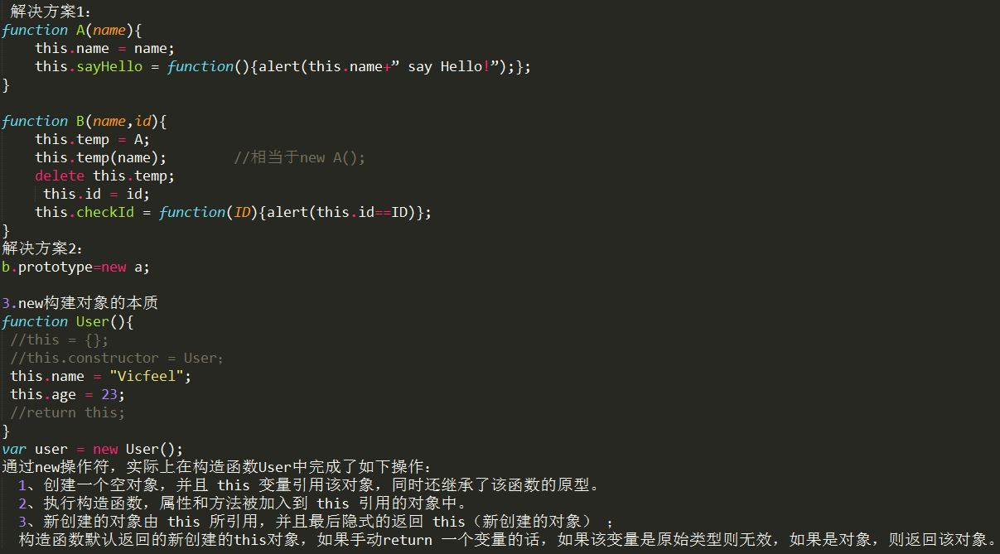 解决方案1：
function A(name){
    this.name = name;
    this.sayHello = function(){alert(this.name+” say Hello!”);};
}

function B(name,id){
    this.temp = A;
    this.temp(name);        //相当于new A();
    delete this.temp;
     this.id = id;
    this.checkId = function(ID){alert(this.id==ID)};
}
解决方案2：
b.prototype=new a;

3.new构建对象的本质
function User(){
 //this = {};
 //this.constructor = User；
 this.name = "Vicfeel";
 this.age = 23;
 //return this;
}
var user = new User();
通过new操作符，实际上在构造函数User中完成了如下操作：
  1、创建一个空对象，并且 this 变量引用该对象，同时还继承了该函数的原型。
  2、执行构造函数，属性和方法被加入到 this 引用的对象中。
  3、新创建的对象由 this 所引用，并且最后隐式的返回 this（新创建的对象） ；
  构造函数默认返回的新创建的this对象，如果手动return 一个变量的话，如果该变量是原始类型则无效，如果是对象，则返回该对象。